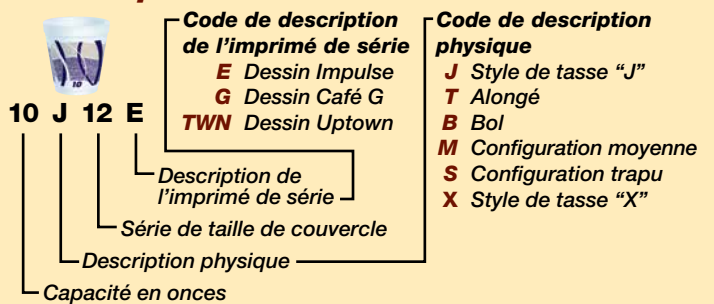 10 J 12 E
Description de
l’imprimé de série
Série de taille de couvercle
Description physique
Capacité en onces
Code de description
de l’imprimé de série
E Dessin Impulse
G Dessin Café G
TWN Dessin Uptown
Code de description
physique
J Style de tasse “J”
T Alongé
B Bol
M Configuration moyenne
S Configuration trapu
X Style de tasse “X”
10